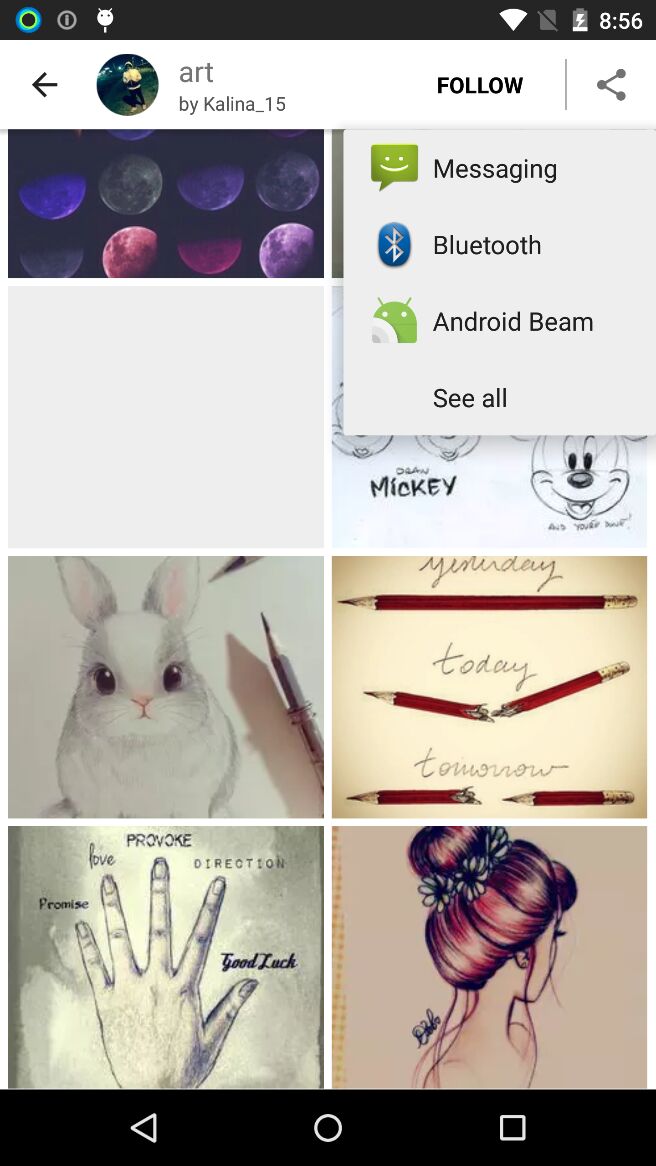 8:56
art
by Kalina_15
FOLLOW
Messaging
Bluetooth
Android Beam
See all
DRAW
MICKEY
AND YOU'RE DONE!
yesterday
today
tomorrow
PROVOKE
love
DIRECTION
Promise
Good Luck